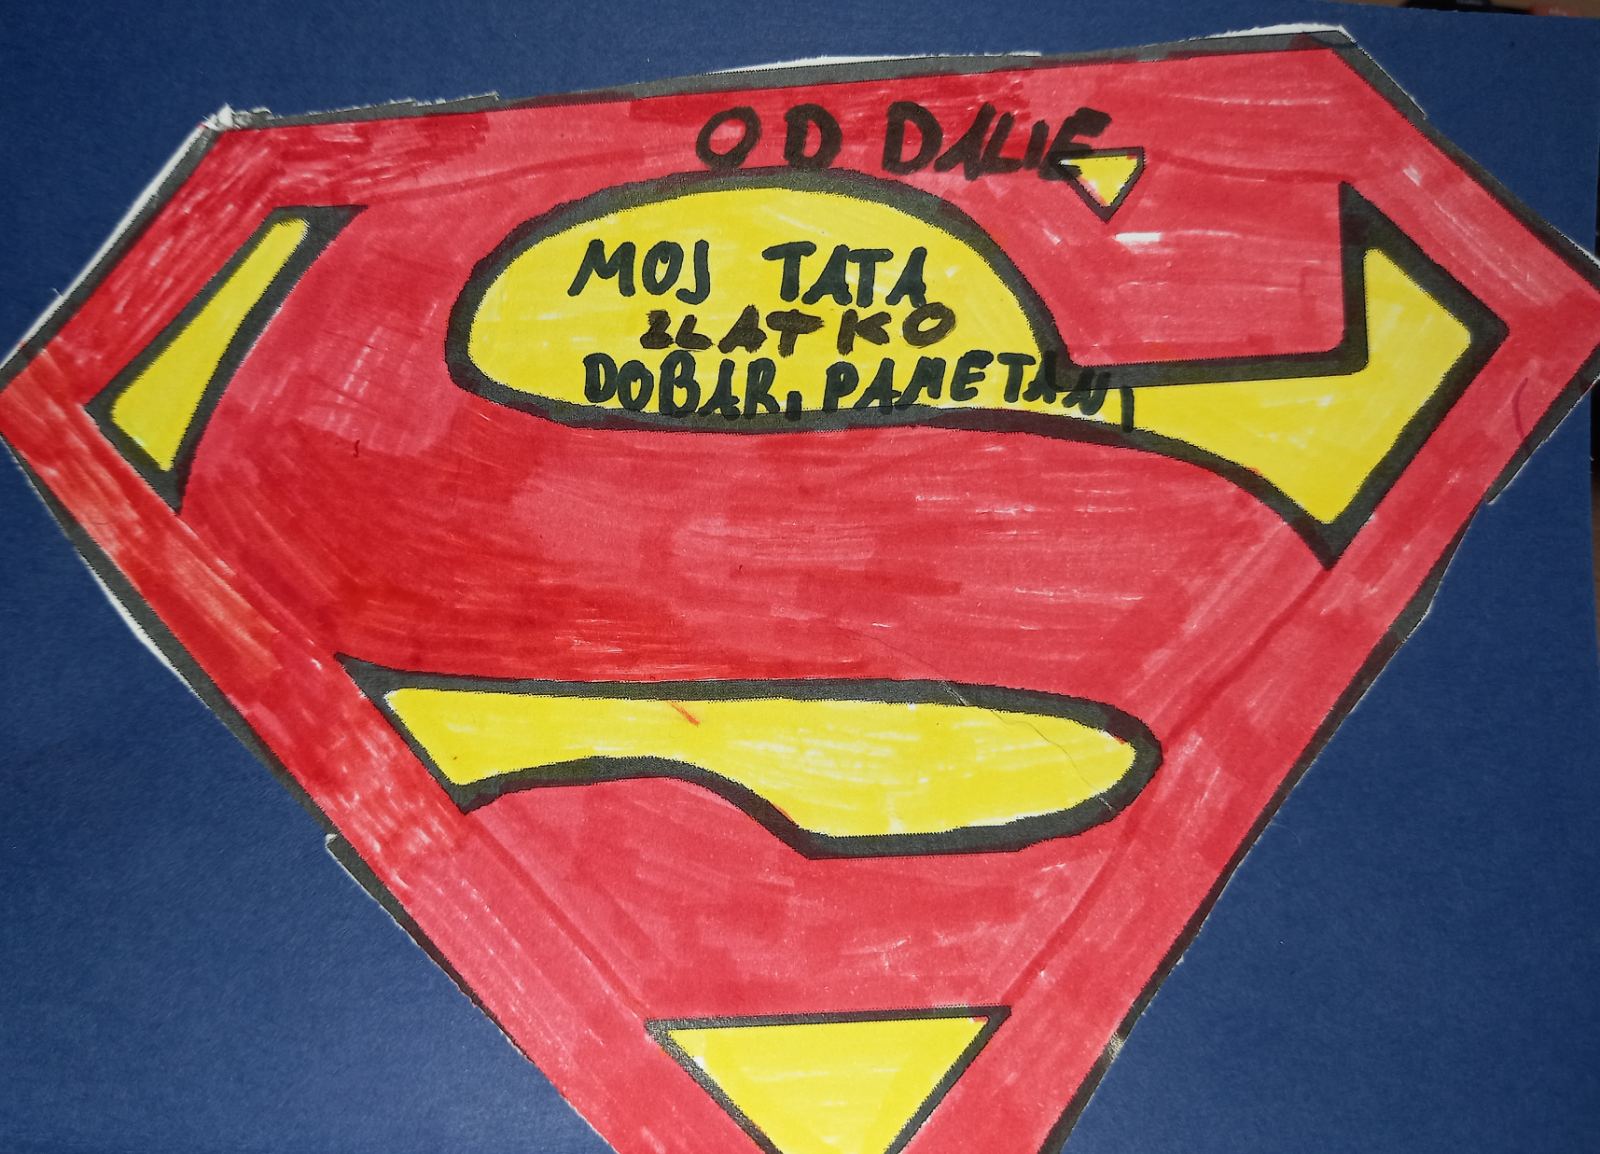 OD DALIE
MOJ TATA
ZLATKO
DOBAR, PAMETAN,